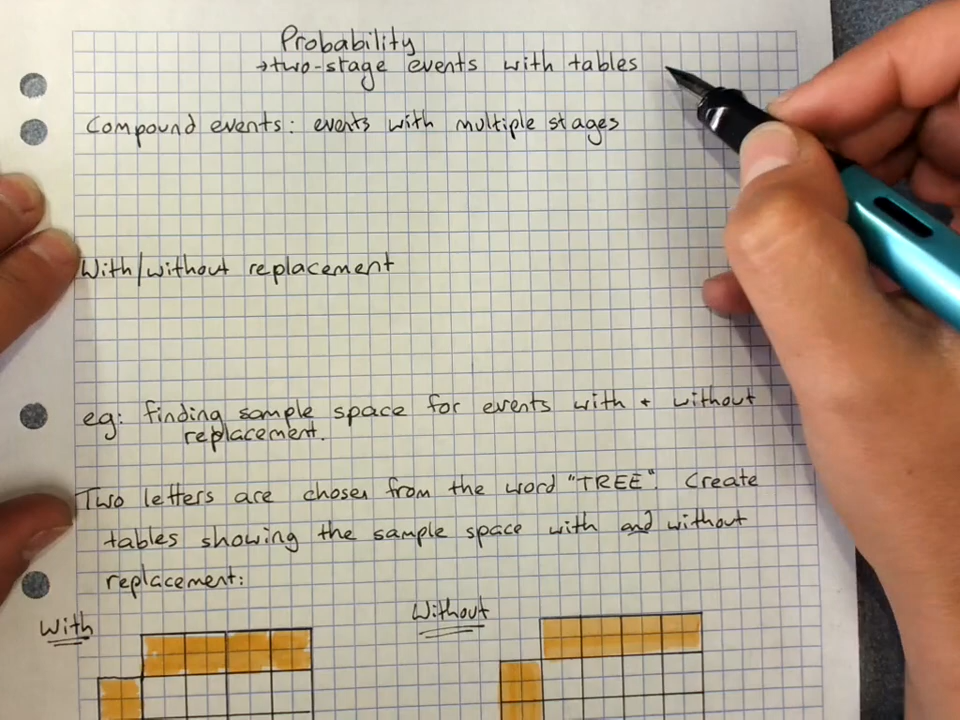 Probability
→two-stage events with tables
Compound events: events with multiple stages
With/without replacement
eg: finding sample space for events with + without
replacement.
Two letters are chosen from the word "TREE". Create
tables showing the sample space with and without
replacement:
With
Without